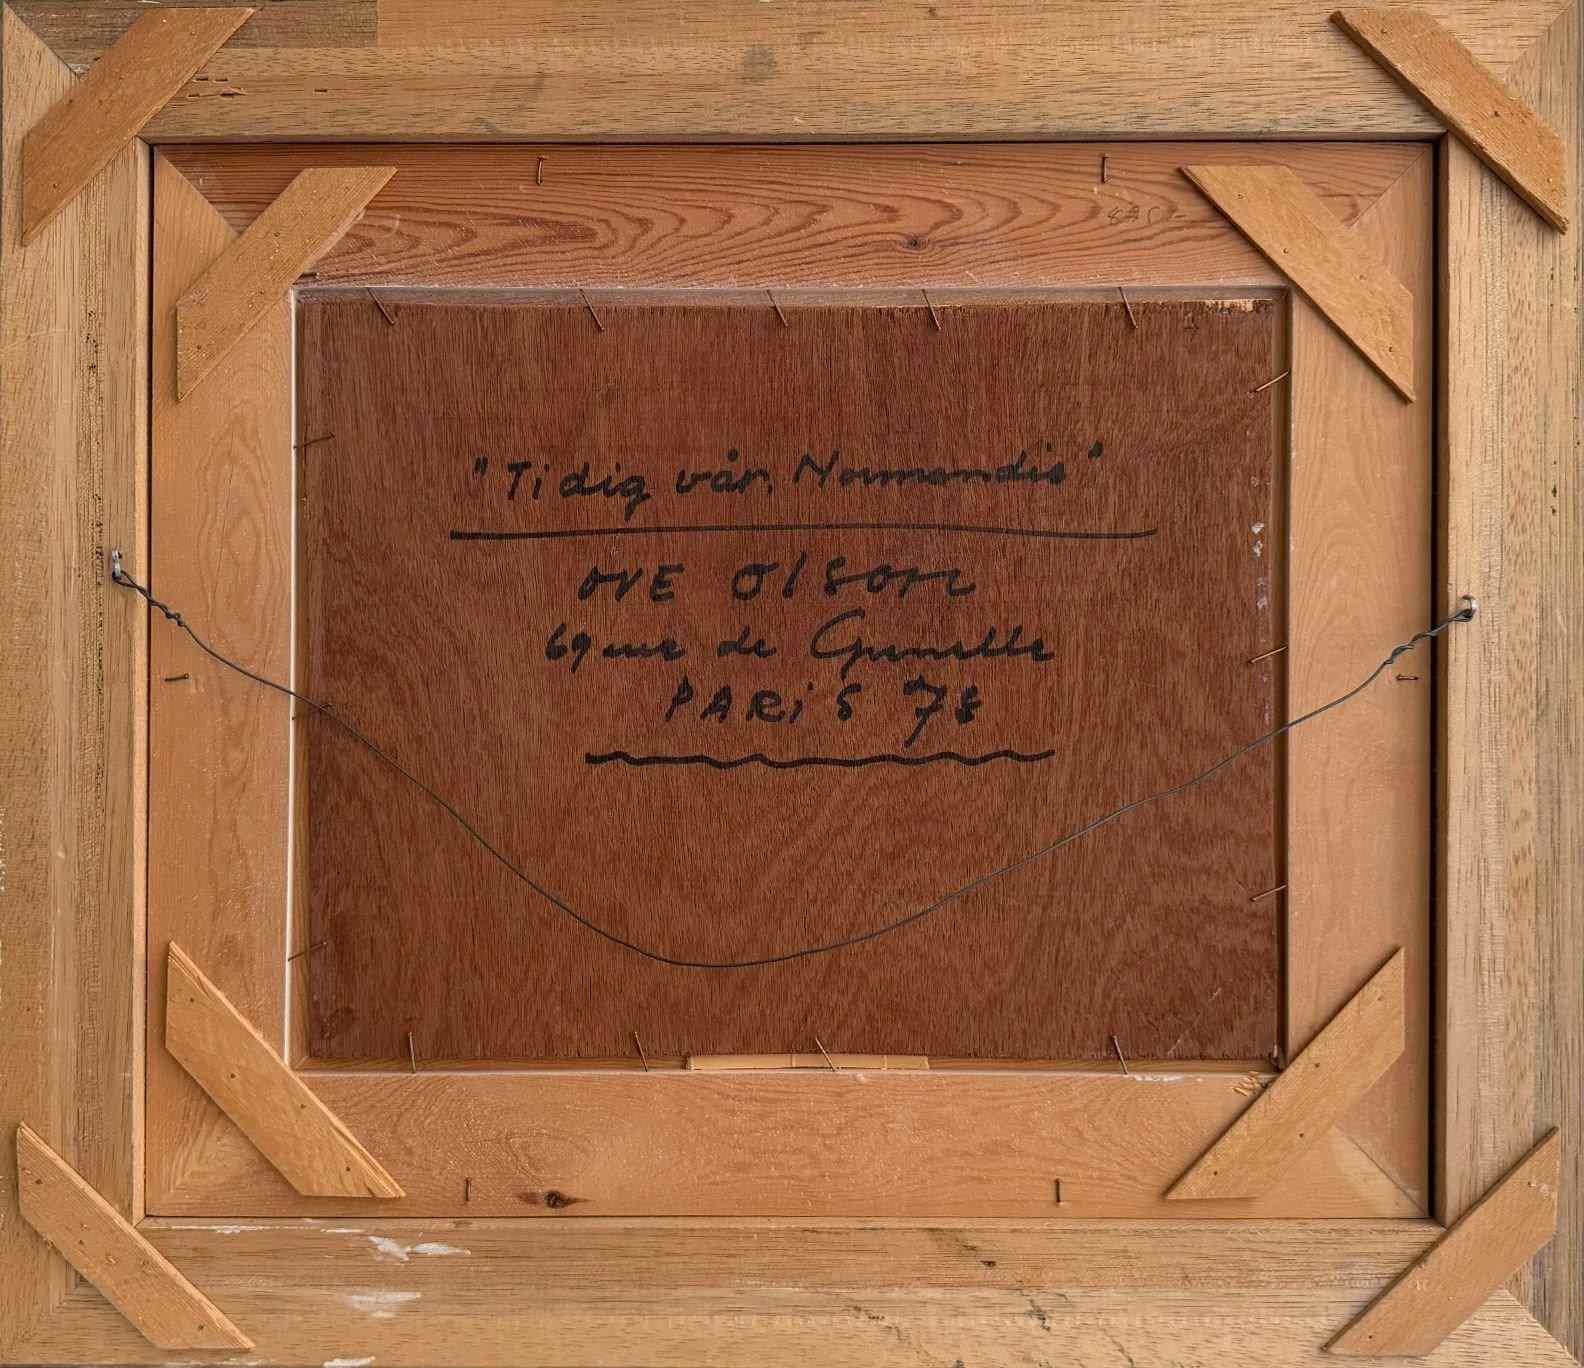 "Tidig vår. Normandie"
OVE Olson
69 rue de Grenelle
PARiS 78